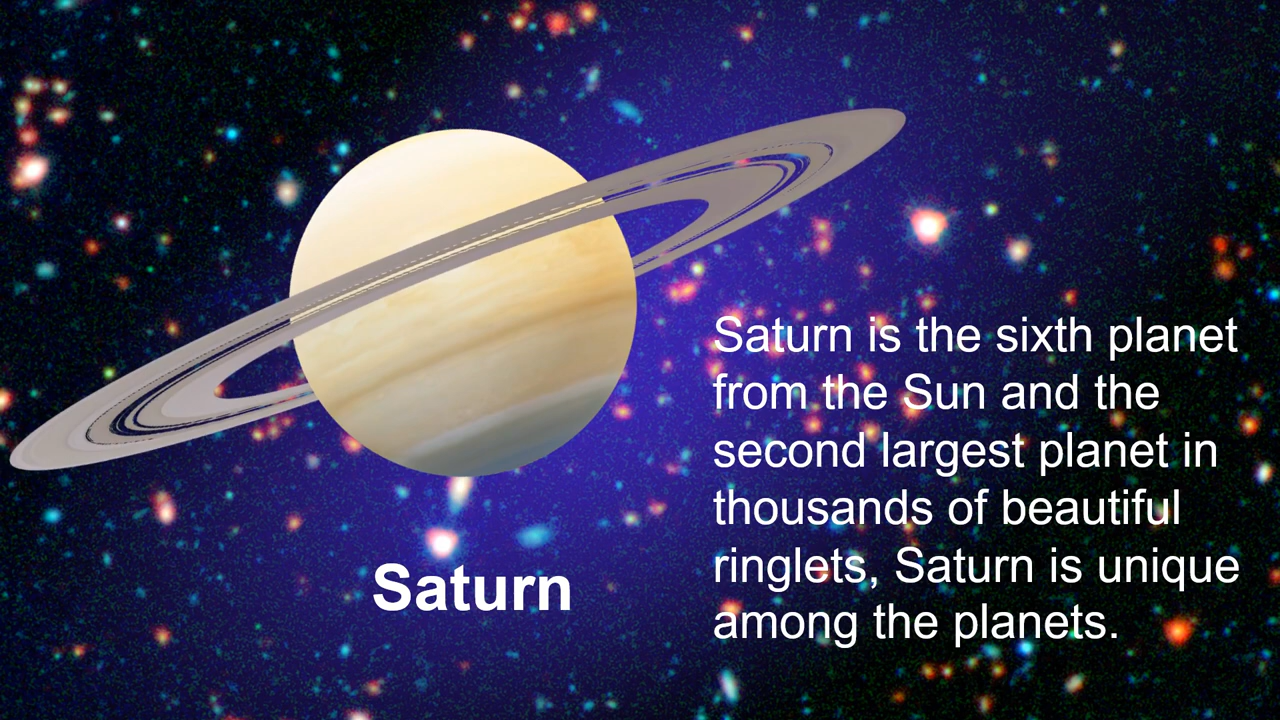 Saturn is the sixth planet
from the Sun and the
second largest planet in
thousands of beautiful
ringlets, Saturn is unique
among the planets.
Saturn